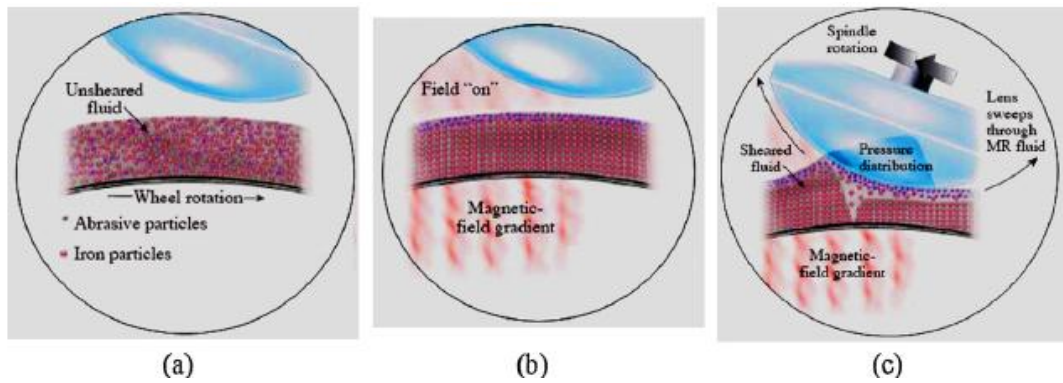 Unsheared
fluid
Wheel rotation
Abrasive particles
Iron particles
(a)
Field "on"
Magnetic-
field gradient
(b)
Spindle
rotation
Lens
sweeps
through
MR fluid
Pressure
distribution
Sheared
fluid
Magnetic-
field gradient
(c)